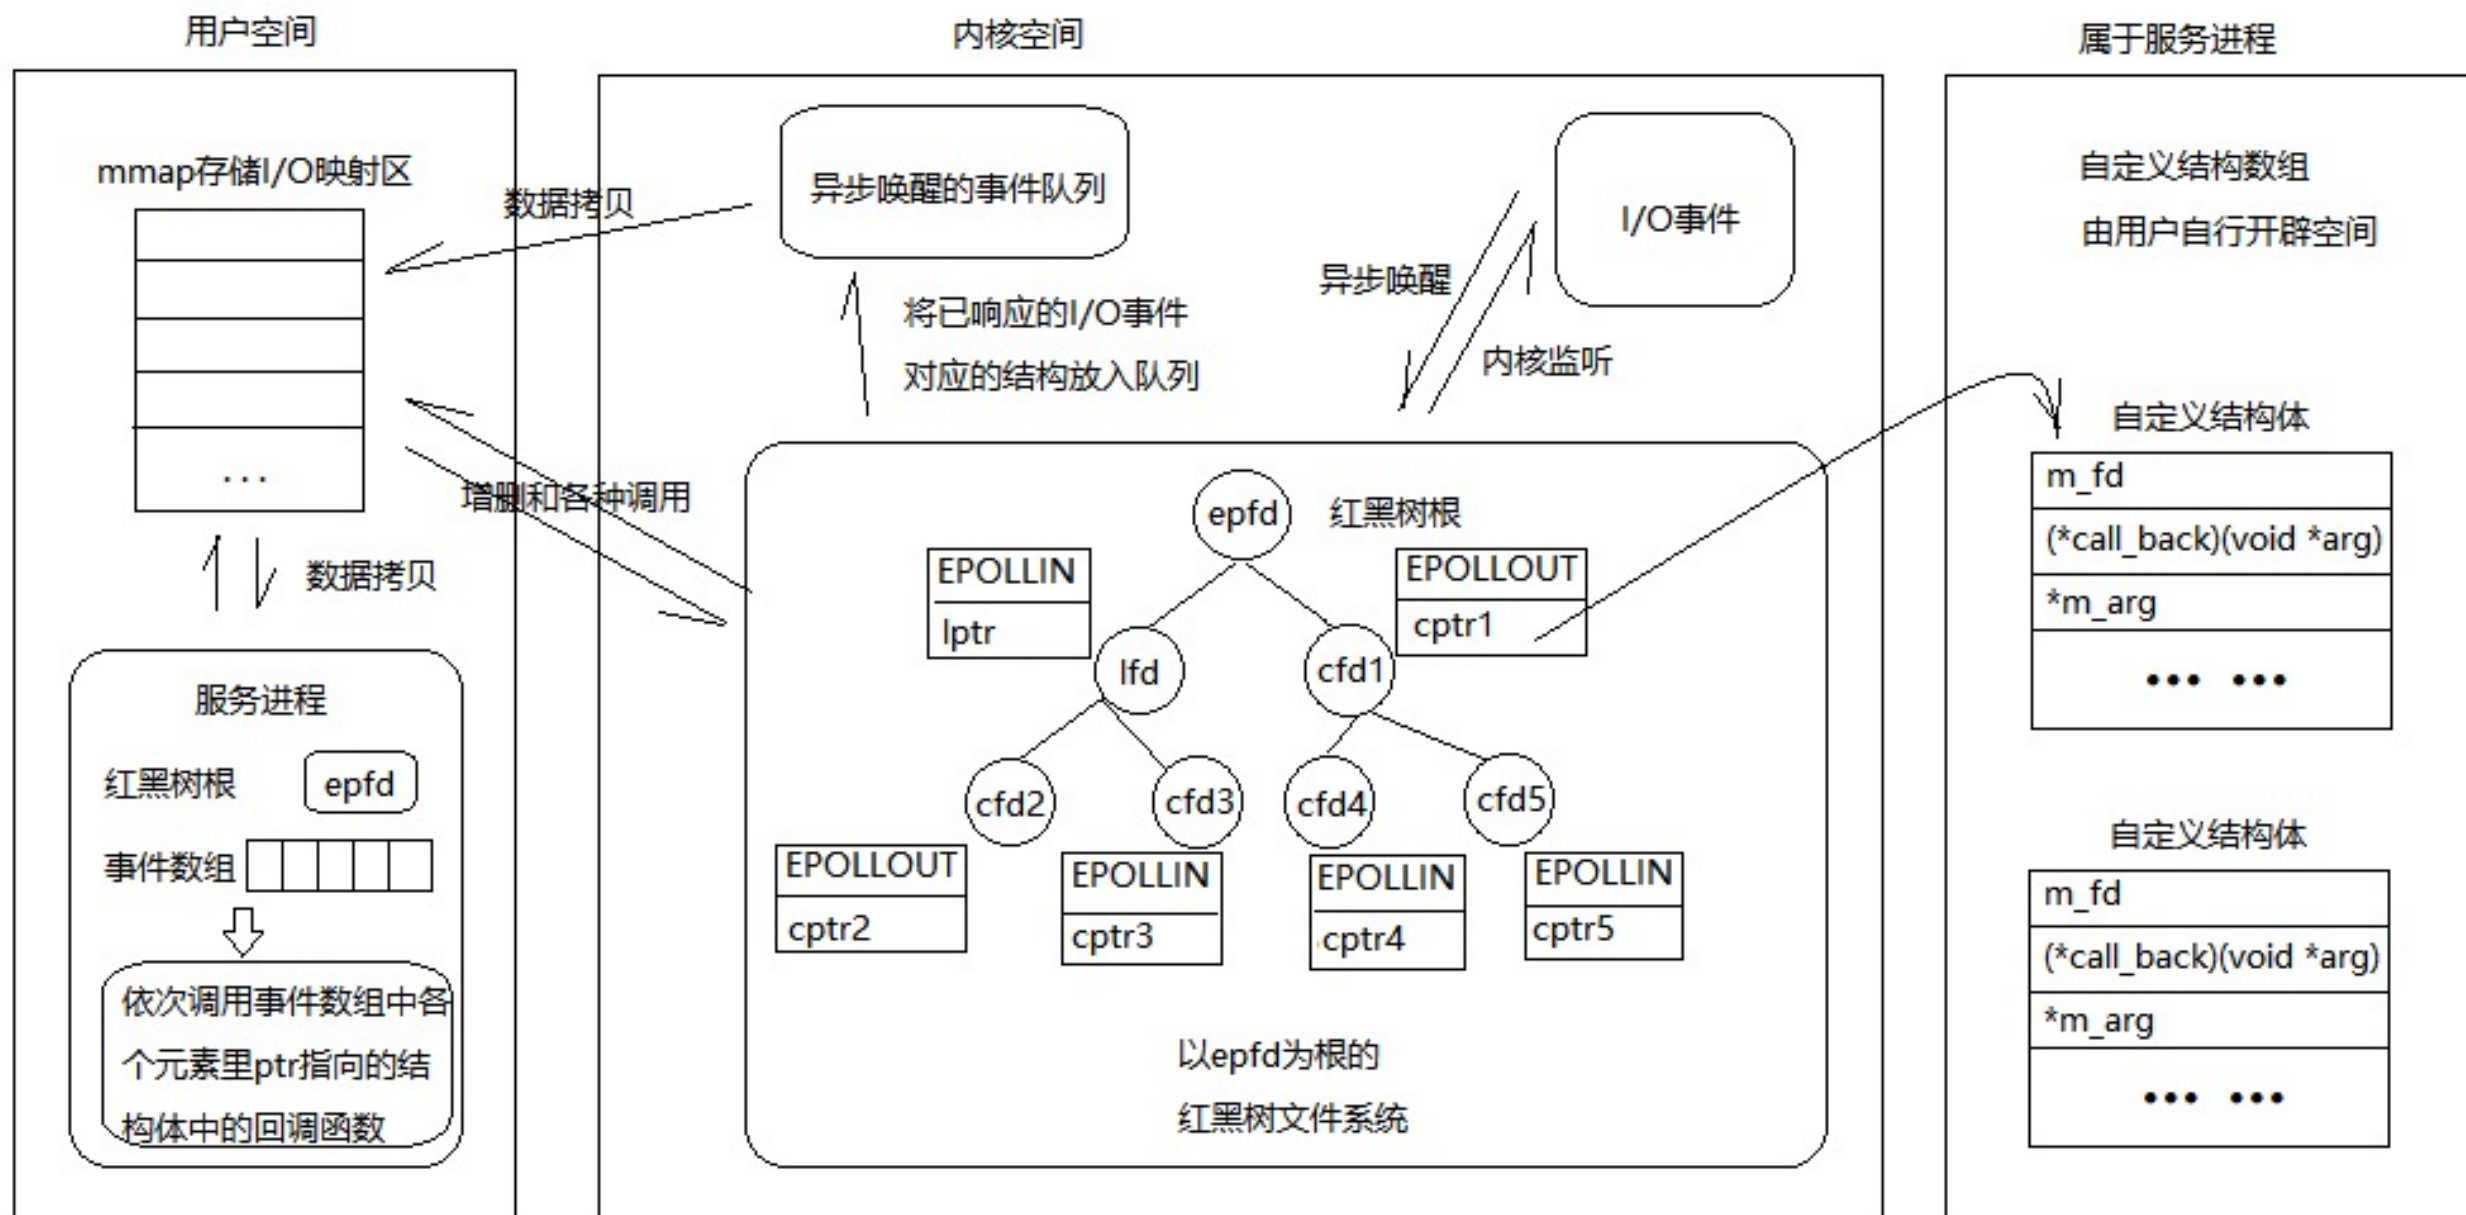 用户空间
mmap存储I/O映射区
...
数据拷贝
增删和各种调用
数据拷贝
服务进程
红黑树根
epfd
事件数组
依次调用事件数组中各
个元素里ptr指向的结
构体中的回调函数
内核空间
异步唤醒的事件队列
I/O事件
将已响应的I/O事件
对应的结构放入队列
异步唤醒
内核监听
epfd
红黑树根
EPOLLIN
lptr
EPOLLOUT
cptr1
lfd
cfd1
cfd2
cfd3
cfd4
cfd5
EPOLLOUT
cptr2
EPOLLIN
cptr3
EPOLLIN
cptr4
EPOLLIN
cptr5
以epfd为根的
红黑树文件系统
属于服务进程
自定义结构数组
由用户自行开辟空间
自定义结构体
m_fd
(*call_back)(void *arg)
*m_arg
••• •••
自定义结构体
m_fd
(*call_back)(void *arg)
*m_arg
••• •••